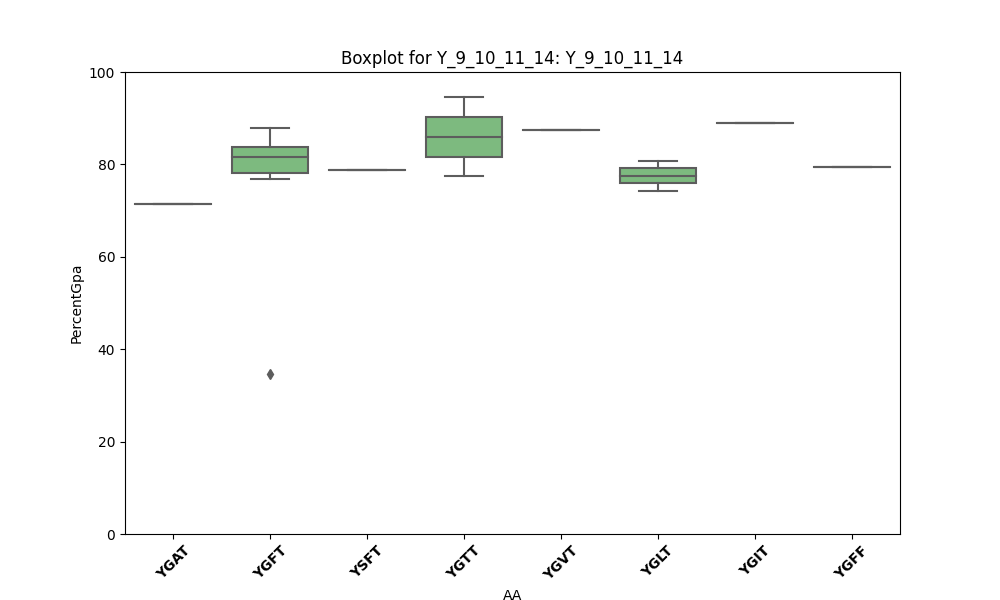 Boxplot for Y_9_10_11_14: Y_9_10_11_14
100
80
60
40
20
0
PercentGpa
YGAT YGFT YSFT YGTT YGVT YGLT YGIT YGFF
AA